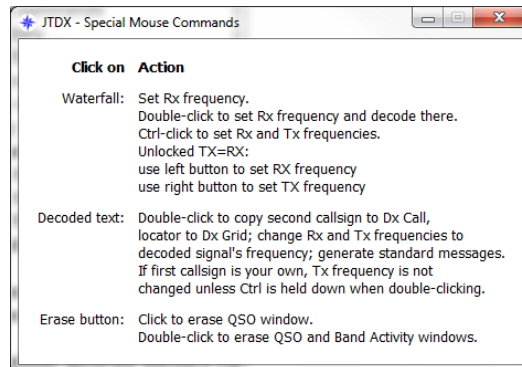 JTDX - Special Mouse Commands
Click on Action
Waterfall: Set Rx frequency.
Double-click to set Rx frequency and decode there.
Ctrl-click to set Rx and Tx frequencies.
Unlocked TX=RX:
use left button to set RX frequency
use right button to set TX frequency
Decoded text: Double-click to copy second callsign to Dx Call,
locator to Dx Grid; change Rx and Tx frequencies to
decoded signal's frequency; generate standard messages.
If first callsign is your own, Tx frequency is not
changed unless Ctrl is held down when double-clicking.
Erase button: Click to erase QSO window.
Double-click to erase QSO and Band Activity windows.